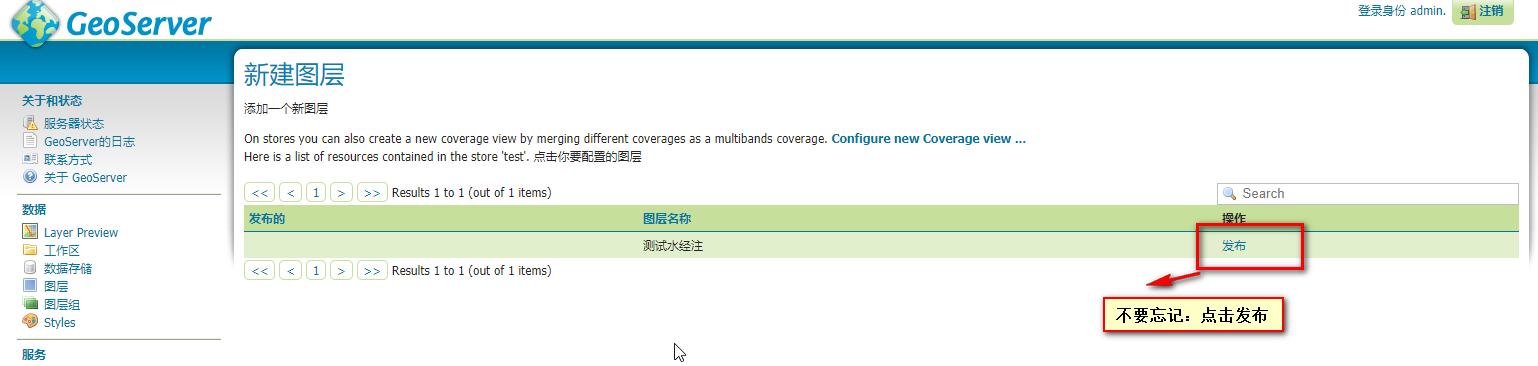 GeoServer
登录身份 admin. 注销
新建图层
添加一个新图层
On stores you can also create a new coverage view by merging different coverages as a multibands coverage. Configure new Coverage view ...
Here is a list of resources contained in the store 'test'. 点击你要配置的图层
<< < 1 > >> Results 1 to 1 (out of 1 items) Search
发布的 图层名称 操作
测试水经注 发布
<< < 1 > >> Results 1 to 1 (out of 1 items)
不要忘记：点击发布
关于和状态
服务器状态
GeoServer的日志
联系方式
关于 GeoServer
数据
Layer Preview
工作区
数据存储
图层
图层组
Styles
服务